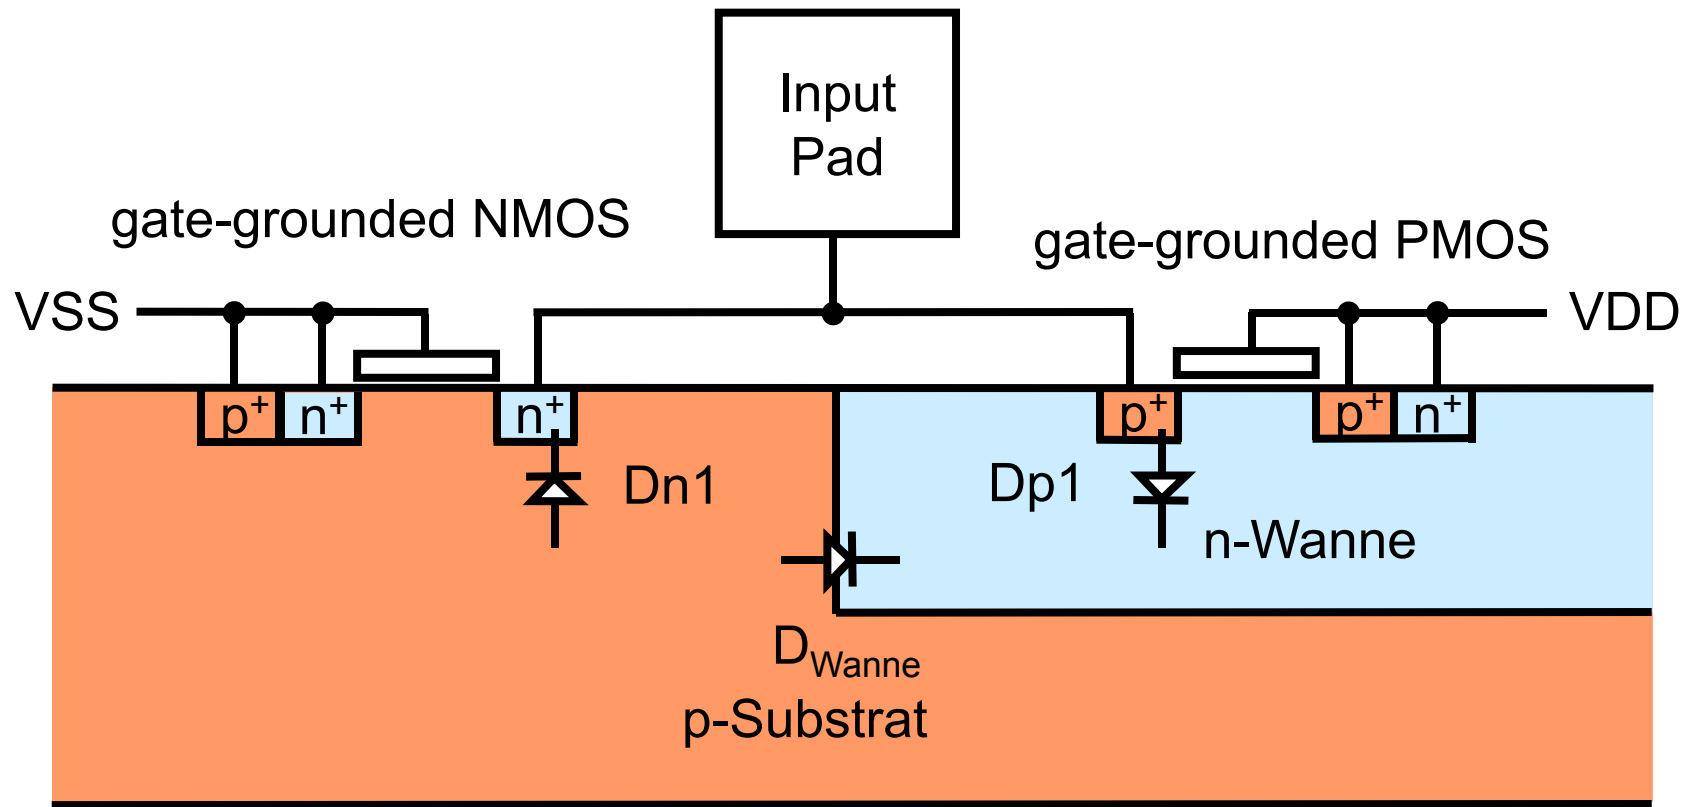 Input
Pad
gate-grounded NMOS
gate-grounded PMOS
VSS
VDD
p+
n+
n+
p+
p+
n+
Dn1
Dp1
n-Wanne
DWanne
p-Substrat